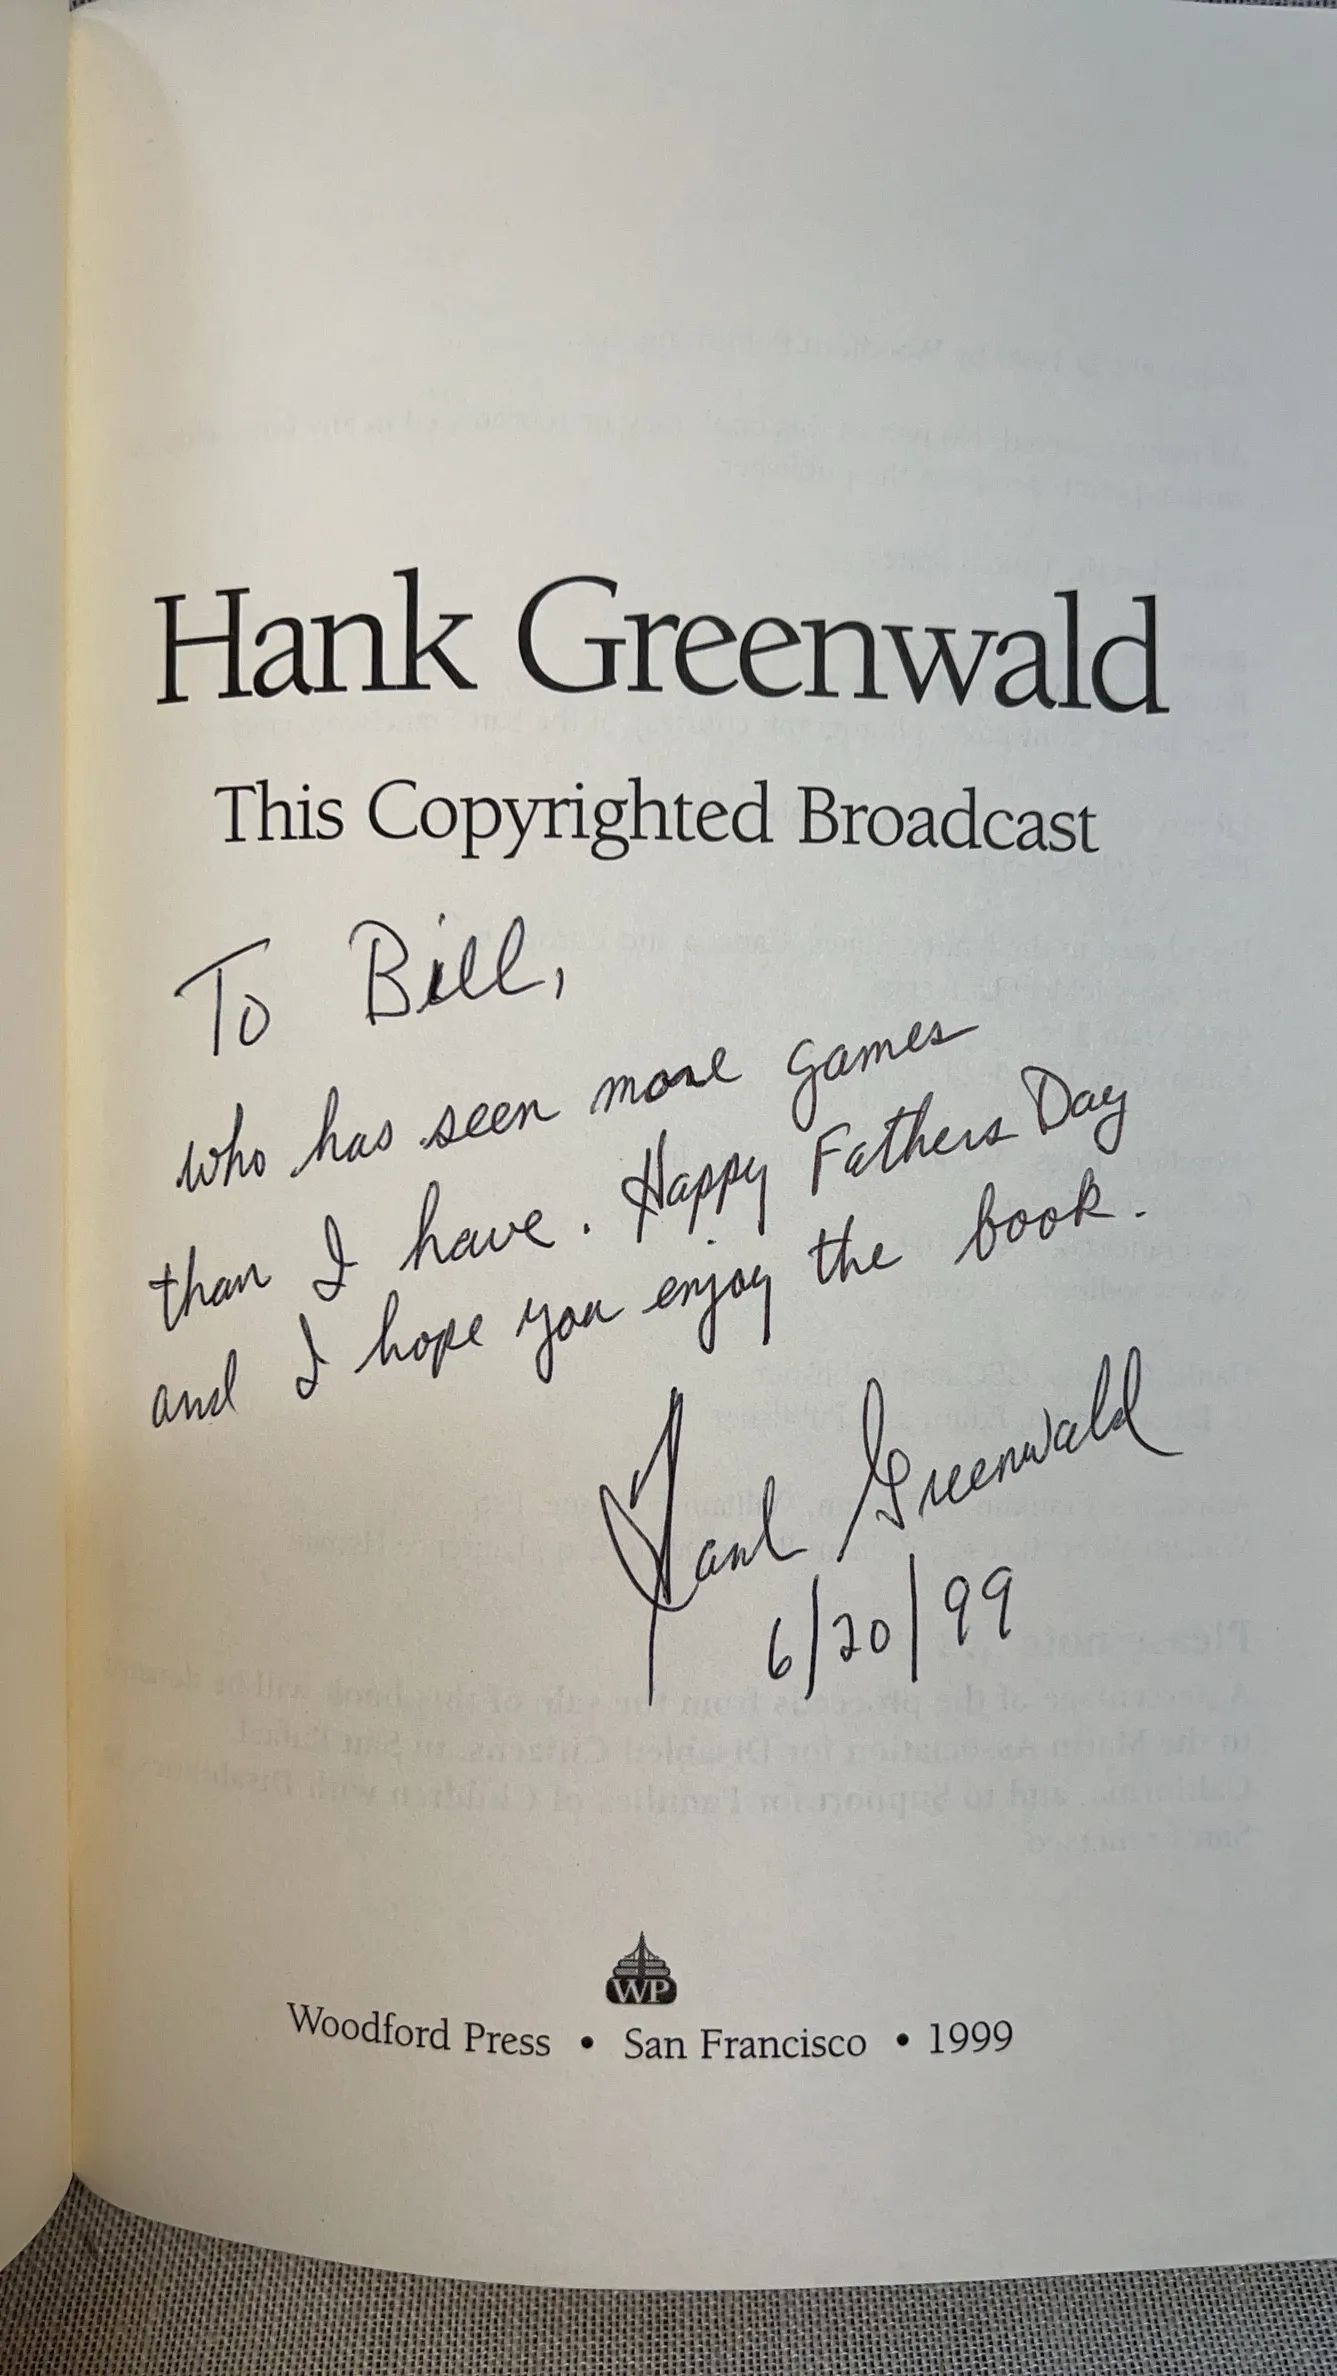 Hank Greenwald
This Copyrighted Broadcast
To Bill,
who has seen more games
than I have. Happy Fathers Day
and I hope you enjoy the book.
Hank Greenwald
6/20/99
WP
Woodford Press • San Francisco • 1999